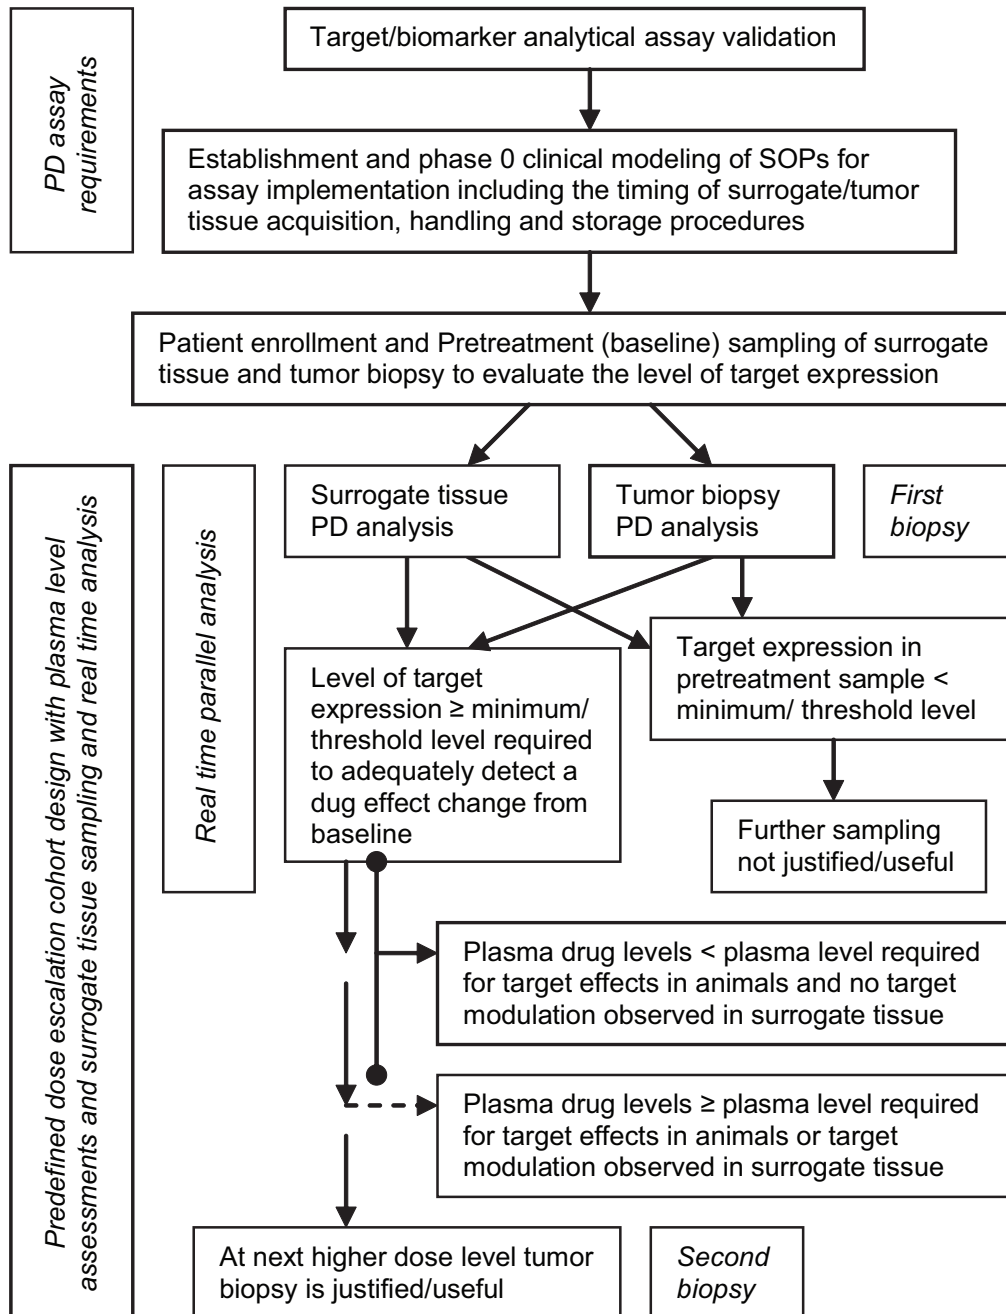 PD assay
requirements
Target/biomarker analytical assay validation
Establishment and phase 0 clinical modeling of SOPs for
assay implementation including the timing of surrogate/tumor
tissue acquisition, handling and storage procedures
Patient enrollment and Pretreatment (baseline) sampling of surrogate
tissue and tumor biopsy to evaluate the level of target expression
Predefined dose escalation cohort design with plasma level
assessments and surrogate tissue sampling and real time analysis
Real time parallel analysis
Surrogate tissue
PD analysis
Tumor biopsy
PD analysis
First
biopsy
Level of target
expression ≥ minimum/
threshold level required
to adequately detect a
dug effect change from
baseline
Target expression in
pretreatment sample <
minimum/ threshold level
Further sampling
not justified/useful
Plasma drug levels < plasma level required
for target effects in animals and no target
modulation observed in surrogate tissue
Plasma drug levels ≥ plasma level required
for target effects in animals or target
modulation observed in surrogate tissue
At next higher dose level tumor
biopsy is justified/useful
Second
biopsy